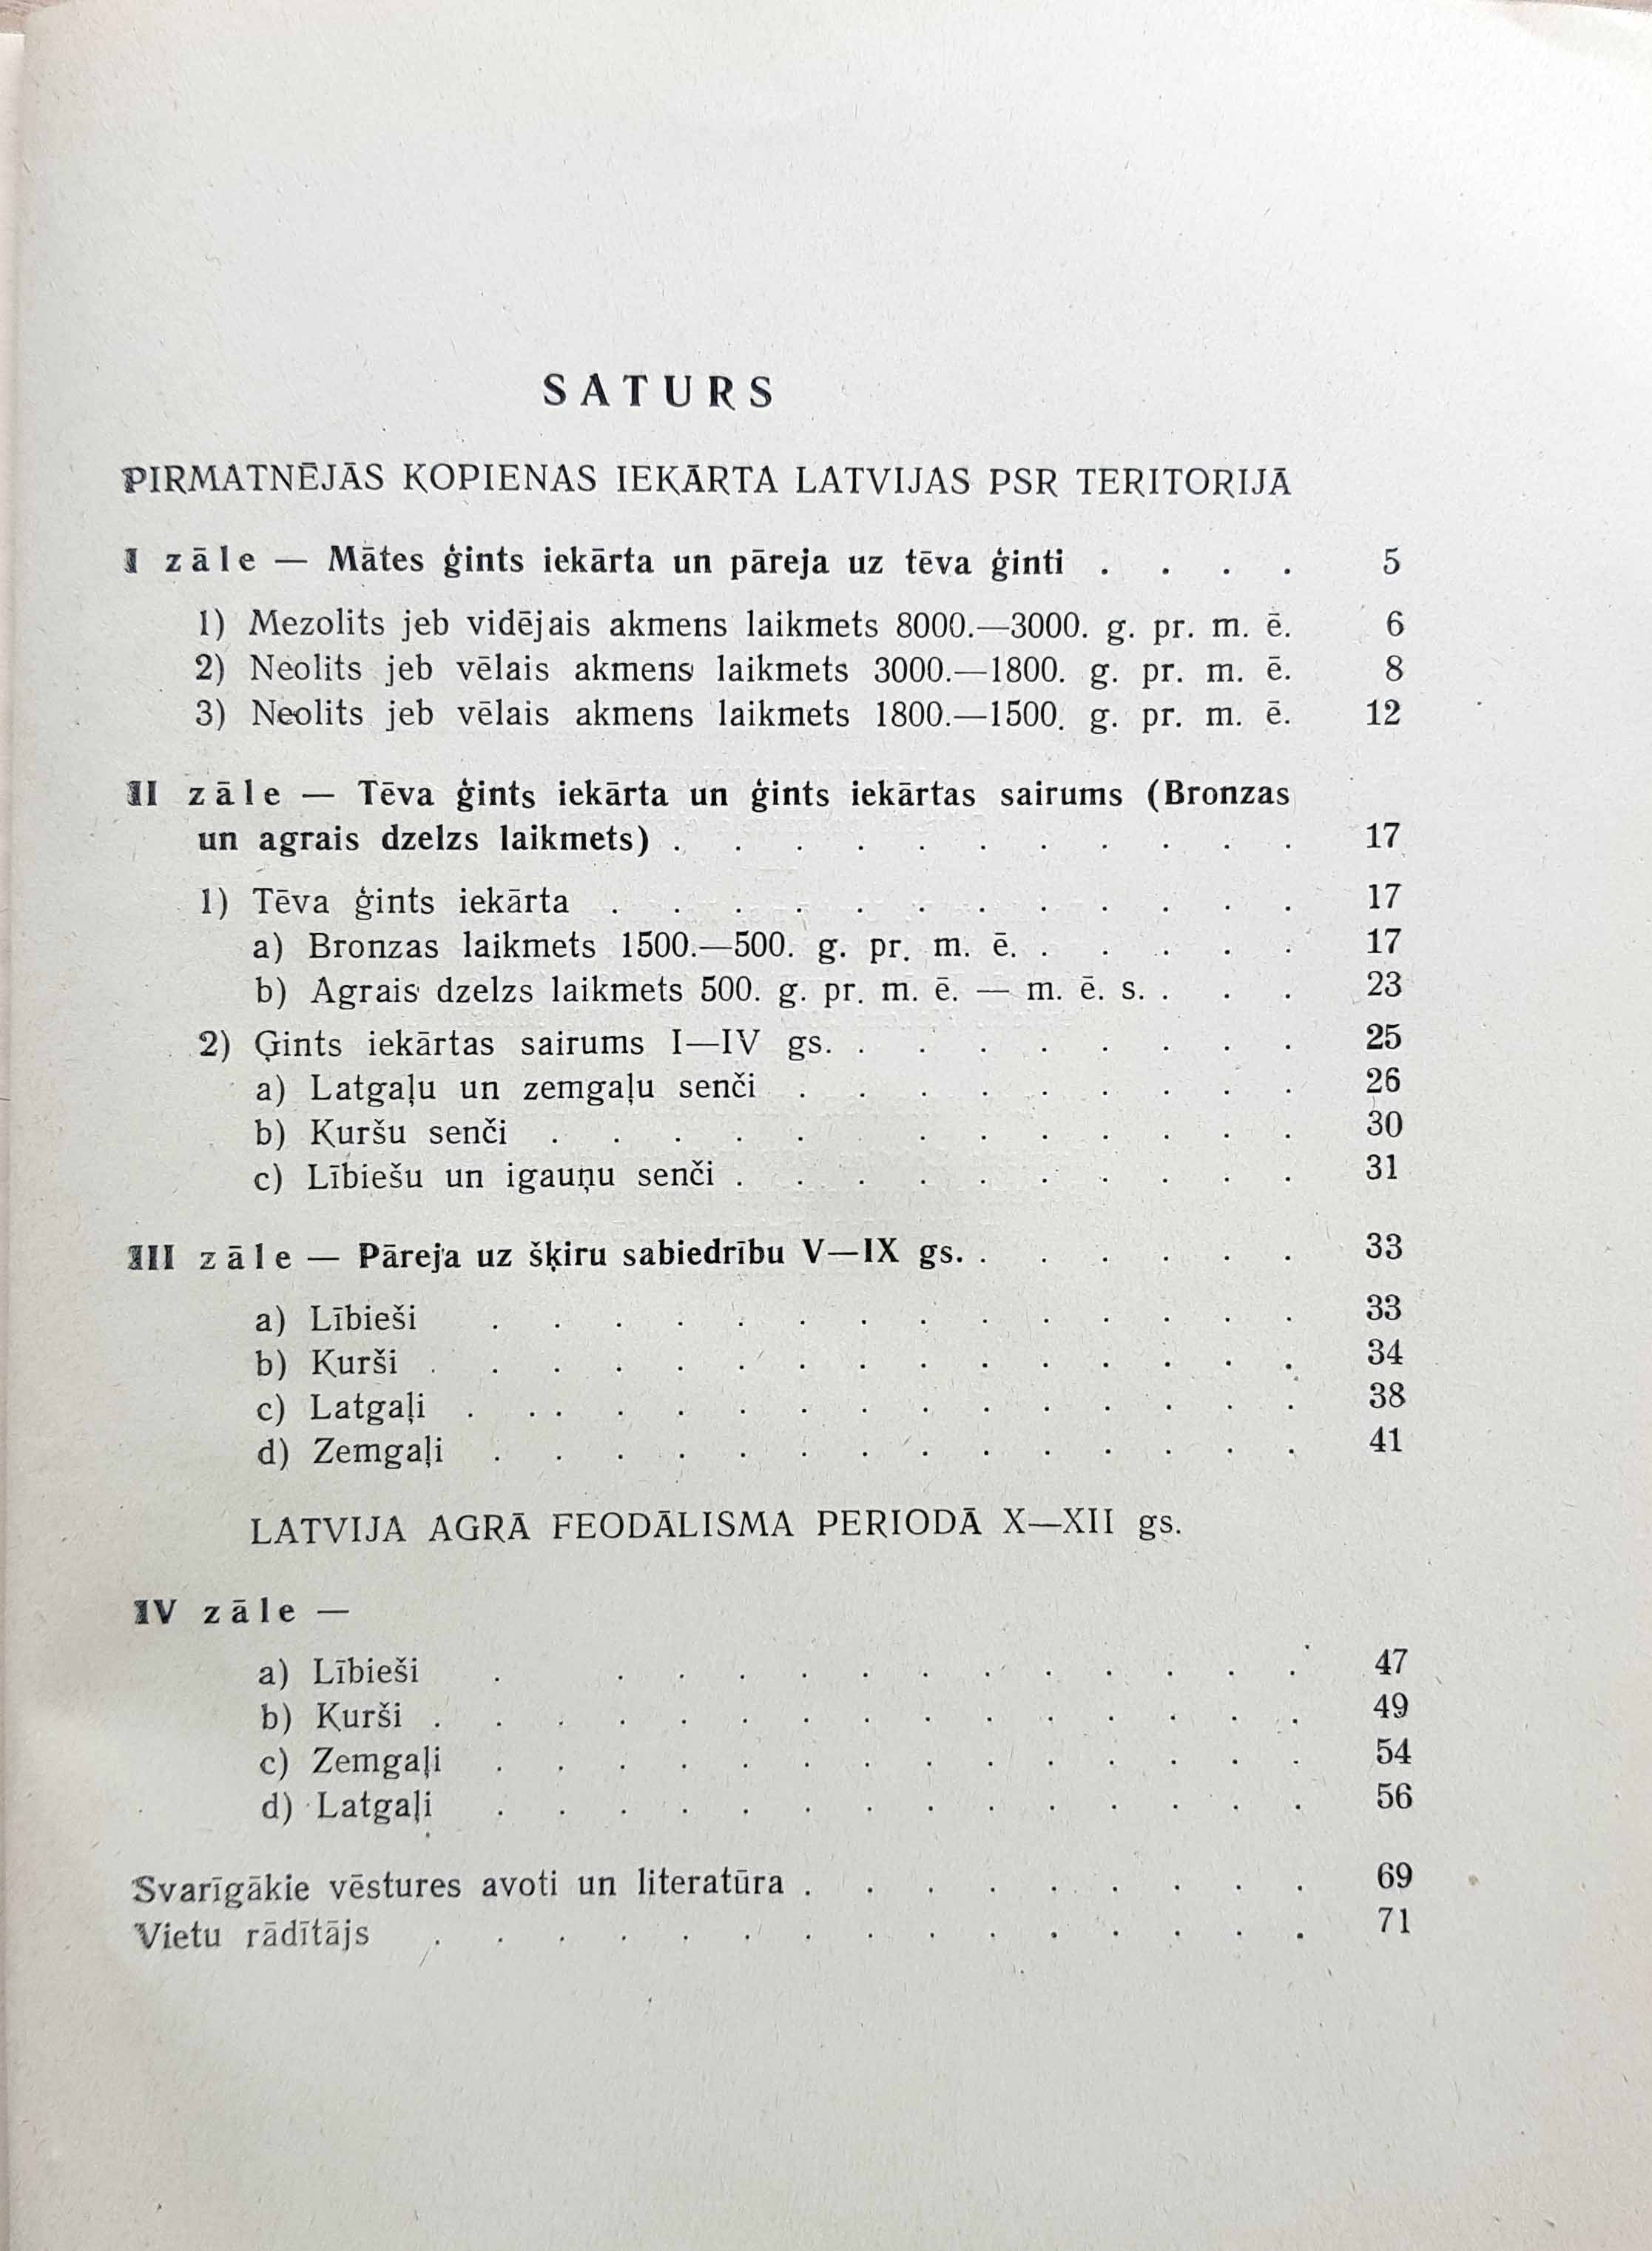 SATURS
PIRMATNĒJĀS KOPIENAS IEKĀRTA LATVIJAS PSR TERITORIJĀ
I zāle — Mātes ģints iekārta un pāreja uz tēva ģinti . . . . 5
1) Mezolits jeb vidējais akmens laikmets 8000.—3000. g. pr. m. ē. 6
2) Neolits jeb vēlais akmens laikmets 3000.—1800. g. pr. m. ē. 8
3) Neolits jeb vēlais akmens laikmets 1800.—1500. g. pr. m. ē. 12
II zāle — Tēva ģints iekārta un ģints iekārtas sairums (Bronzas
un agrais dzelzs laikmets) . . . . . . . . . . . 17
1) Tēva ģints iekārta . . . . . . . . . . . . 17
a) Bronzas laikmets 1500.—500. g. pr. m. ē. . . . . . 17
b) Agrais dzelzs laikmets 500. g. pr. m. ē. — m. ē. s. . . . 23
2) Ģints iekārtas sairums I—IV gs. . . . . . . . . 25
a) Latgaļu un zemgaļu senči . . . . . . . . . 26
b) Kuršu senči . . . . . . . . . . . . 30
c) Lībiešu un igauņu senči . . . . . . . . . . 31
III zāle — Pāreja uz šķiru sabiedrību V—IX gs. . . . . . . 33
a) Lībieši . . . . . . . . . . . . . . 33
b) Kurši . . . . . . . . . . . . . . . 34
c) Latgaļi . . . . . . . . . . . . . . . 38
d) Zemgaļi . . . . . . . . . . . . . . 41
LATVIJA AGRĀ FEODĀLISMA PERIODĀ X—XII gs.
IV zāle —
a) Lībieši . . . . . . . . . . . . . 47
b) Kurši . . . . . . . . . . . . . . . 49
c) Zemgaļi . . . . . . . . . . . . . . 54
d) Latgaļi . . . . . . . . . . . . . . 56
Svarīgākie vēstures avoti un literatūra . . . . . . . . . 69
Vietu rādītājs . . . . . . . . . . . . . . . 71